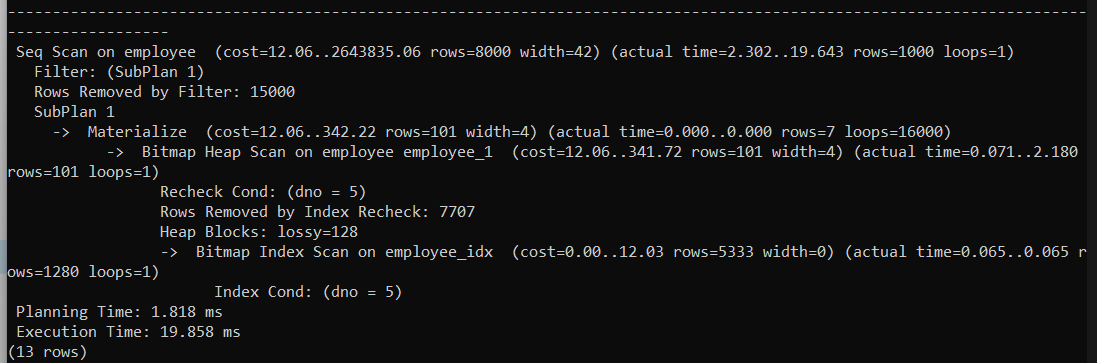 -----------------------------------------------------------------------------------------------------------------------
------------------
Seq Scan on employee  (cost=12.06..2643835.06 rows=8000 width=42) (actual time=2.302..19.643 rows=1000 loops=1)
  Filter: (SubPlan 1)
  Rows Removed by Filter: 15000
  SubPlan 1
    ->  Materialize  (cost=12.06..342.22 rows=101 width=4) (actual time=0.000..0.000 rows=7 loops=16000)
          ->  Bitmap Heap Scan on employee employee_1  (cost=12.06..341.72 rows=101 width=4) (actual time=0.071..2.180
rows=101 loops=1)
                Recheck Cond: (dno = 5)
                Rows Removed by Index Recheck: 7707
                Heap Blocks: lossy=128
                ->  Bitmap Index Scan on employee_idx  (cost=0.00..12.03 rows=5333 width=0) (actual time=0.065..0.065 r
ows=1280 loops=1)
                      Index Cond: (dno = 5)
Planning Time: 1.818 ms
Execution Time: 19.858 ms
(13 rows)